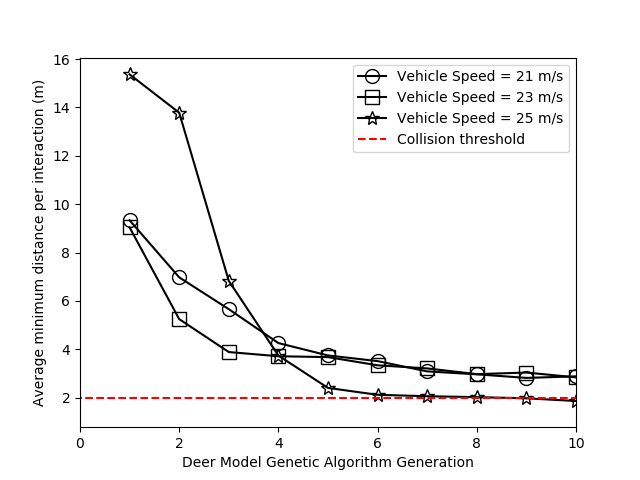 16
14
12
10
8
6
4
2
Average minimum distance per interaction (m)
Vehicle Speed = 21 m/s
Vehicle Speed = 23 m/s
Vehicle Speed = 25 m/s
Collision threshold
0 2 4 6 8 10
Deer Model Genetic Algorithm Generation